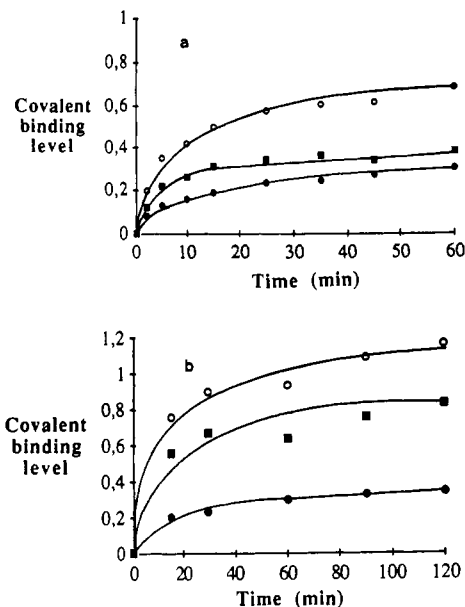 a
1
0,8
Covalent
binding
level
0,6
0,4
0,2
0
0 10 20 30 40 50 60
Time (min)
b
1,2
1
Covalent
binding
level
0,8
0,6
0,4
0,2
0
0 20 40 60 80 100 120
Time (min)